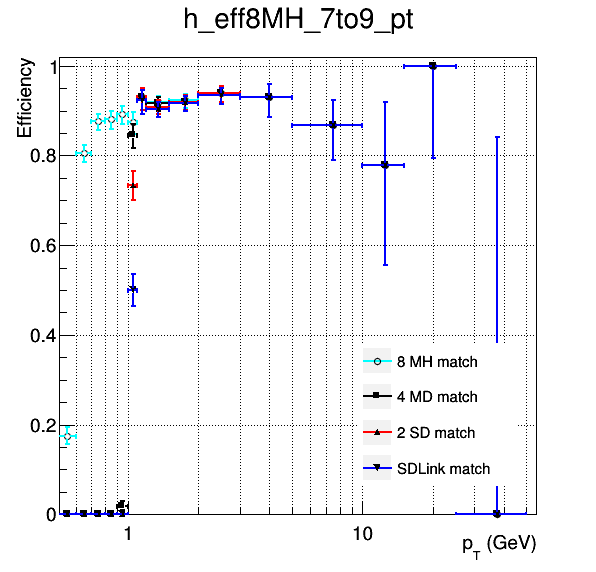 h_eff8MH_7to9_pt
Efficiency
1
0.8
0.6
0.4
0.2
0
8 MH match
4 MD match
2 SD match
SDLink match
1
10
p_T (GeV)